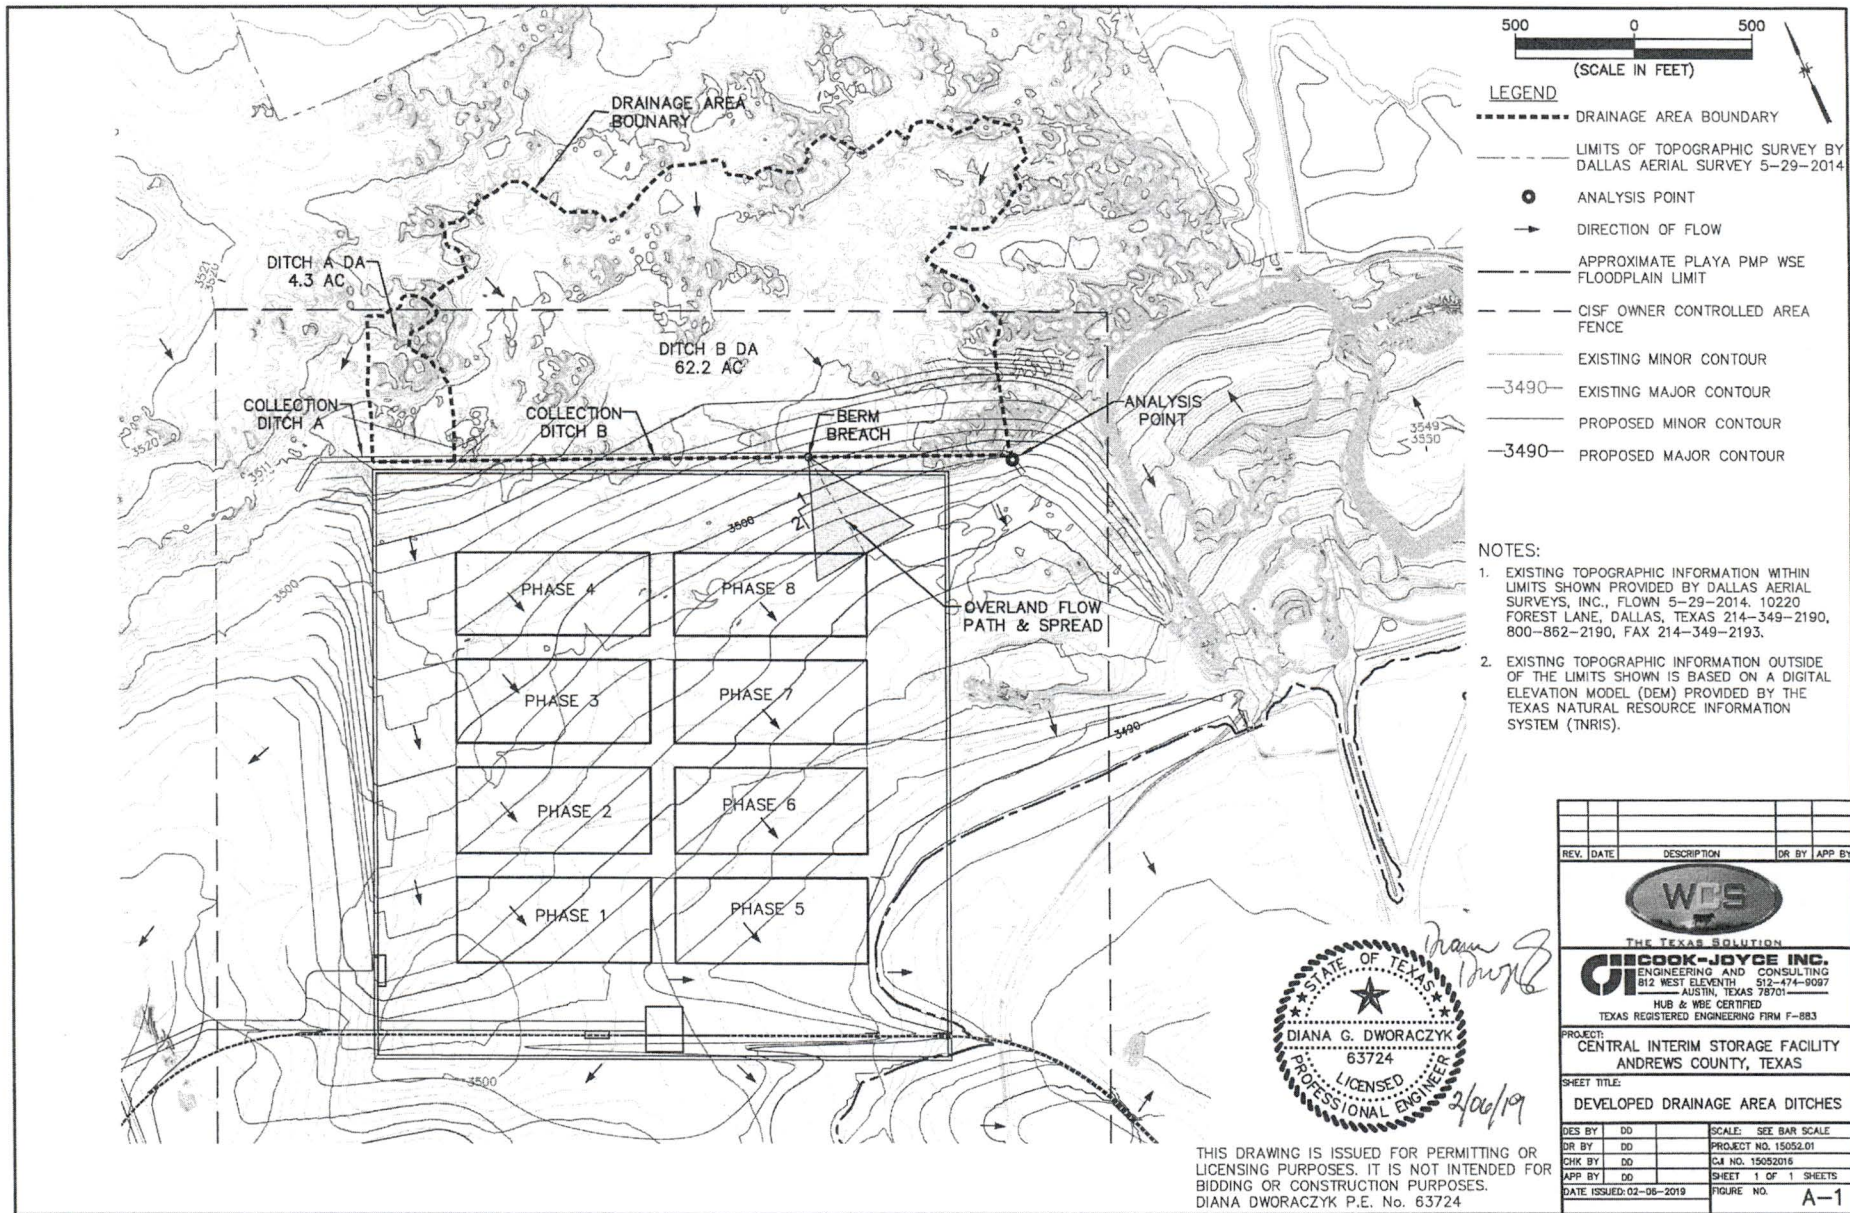 500 0 500
(SCALE IN FEET)
LEGEND
DRAINAGE AREA BOUNDARY
LIMITS OF TOPOGRAPHIC SURVEY BY
DALLAS AERIAL SURVEY 5-29-2014
ANALYSIS POINT
DIRECTION OF FLOW
APPROXIMATE PLAYA PMP WSE
FLOODPLAIN LIMIT
CISF OWNER CONTROLLED AREA
FENCE
EXISTING MINOR CONTOUR
3490 EXISTING MAJOR CONTOUR
PROPOSED MINOR CONTOUR
3490 PROPOSED MAJOR CONTOUR
NOTES:
1. EXISTING TOPOGRAPHIC INFORMATION WITHIN
LIMITS SHOWN PROVIDED BY DALLAS AERIAL
SURVEYS, INC., FLOWN 5-29-2014. 10220
FOREST LANE, DALLAS, TEXAS 214-349-2190,
800-862-2190, FAX 214-349-2193.
2. EXISTING TOPOGRAPHIC INFORMATION OUTSIDE
OF THE LIMITS SHOWN IS BASED ON A DIGITAL
ELEVATION MODEL (DEM) PROVIDED BY THE
TEXAS NATURAL RESOURCE INFORMATION
SYSTEM (TNRIS).
DRAINAGE AREA
BOUNARY
3521
3520
DITCH A DA
4.3 AC
DITCH B DA
62.2 AC
COLLECTION
DITCH A
COLLECTION
DITCH B
BERM
BREACH
ANALYSIS
POINT
3549
3550
3520
3511
3500
1
2
3500
PHASE 4
PHASE 8
OVERLAND FLOW
PATH & SPREAD
PHASE 3
PHASE 7
3490
PHASE 2
PHASE 6
PHASE 1
PHASE 5
3500
STATE OF TEXAS
DIANA G. DWORACZYK
63724
LICENSED
PROFESSIONAL ENGINEER
2/06/19
THIS DRAWING IS ISSUED FOR PERMITTING OR
LICENSING PURPOSES. IT IS NOT INTENDED FOR
BIDDING OR CONSTRUCTION PURPOSES.
DIANA DWORACZYK P.E. No. 63724
REV. DATE DESCRIPTION DR BY APP BY
WCS
THE TEXAS SOLUTION
COOK-JOYCE INC.
ENGINEERING AND CONSULTING
812 WEST ELEVENTH 512-474-9097
AUSTIN, TEXAS 78701
HUB & WBE CERTIFIED
TEXAS REGISTERED ENGINEERING FIRM F-883
PROJECT:
CENTRAL INTERIM STORAGE FACILITY
ANDREWS COUNTY, TEXAS
SHEET TITLE:
DEVELOPED DRAINAGE AREA DITCHES
DES BY DD SCALE: SEE BAR SCALE
DR BY DD PROJECT NO. 15052.01
CHK BY DD CJI NO. 15052016
APP BY DD SHEET 1 OF 1 SHEETS
DATE ISSUED: 02-06-2019 FIGURE NO. A-1